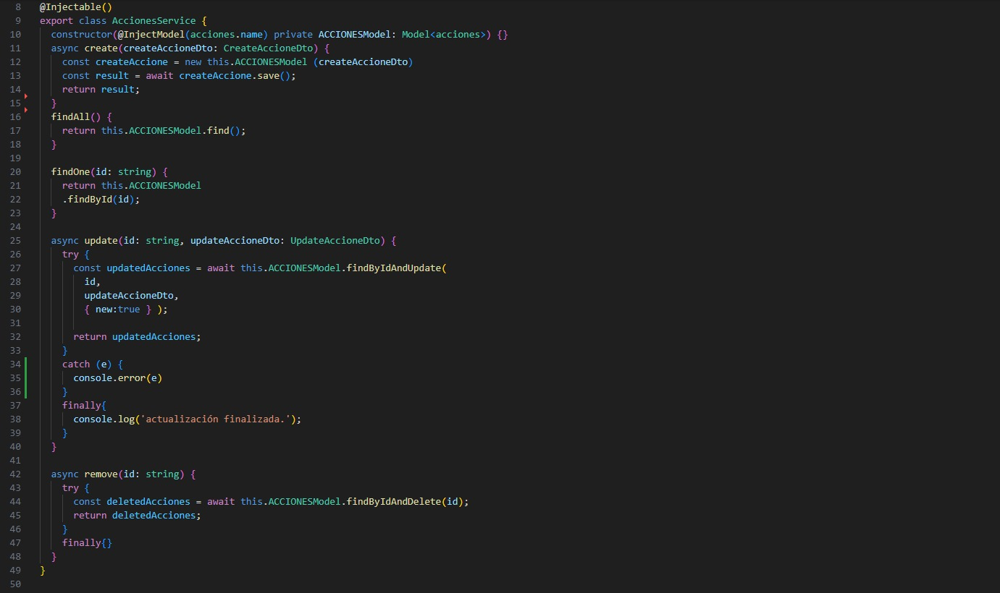 8 @Injectable()
9 export class AccionesService {
10 constructor(@InjectModel(acciones.name) private ACCIONESModel: Model<acciones>) {}
11 async create(createAccioneDto: CreateAccioneDto) {
12 const createAccione = new this.ACCIONESModel (createAccioneDto)
13 const result = await createAccione.save();
14 return result;
15 }
16 findAll() {
17 return this.ACCIONESModel.find();
18 }
19
20 findOne(id: string) {
21 return this.ACCIONESModel
22 .findById(id);
23 }
24
25 async update(id: string, updateAccioneDto: UpdateAccioneDto) {
26 try {
27 const updatedAcciones = await this.ACCIONESModel.findByIdAndUpdate(
28 id,
29 updateAccioneDto,
30 { new:true } );
31
32 return updatedAcciones;
33 }
34 catch (e) {
35 console.error(e)
36 }
37 finally{
38 console.log('actualización finalizada.');
39 }
40 }
41
42 async remove(id: string) {
43 try {
44 const deletedAcciones = await this.ACCIONESModel.findByIdAndDelete(id);
45 return deletedAcciones;
46 }
47 finally{}
48 }
49 }
50